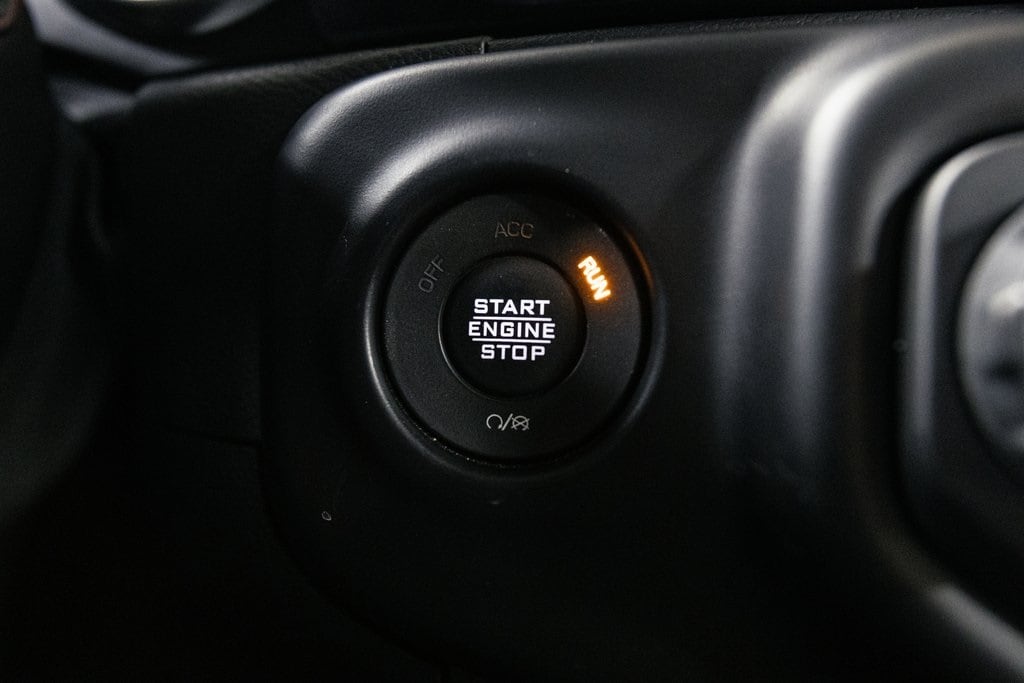 ACC
OFF
RUN
START
ENGINE
STOP